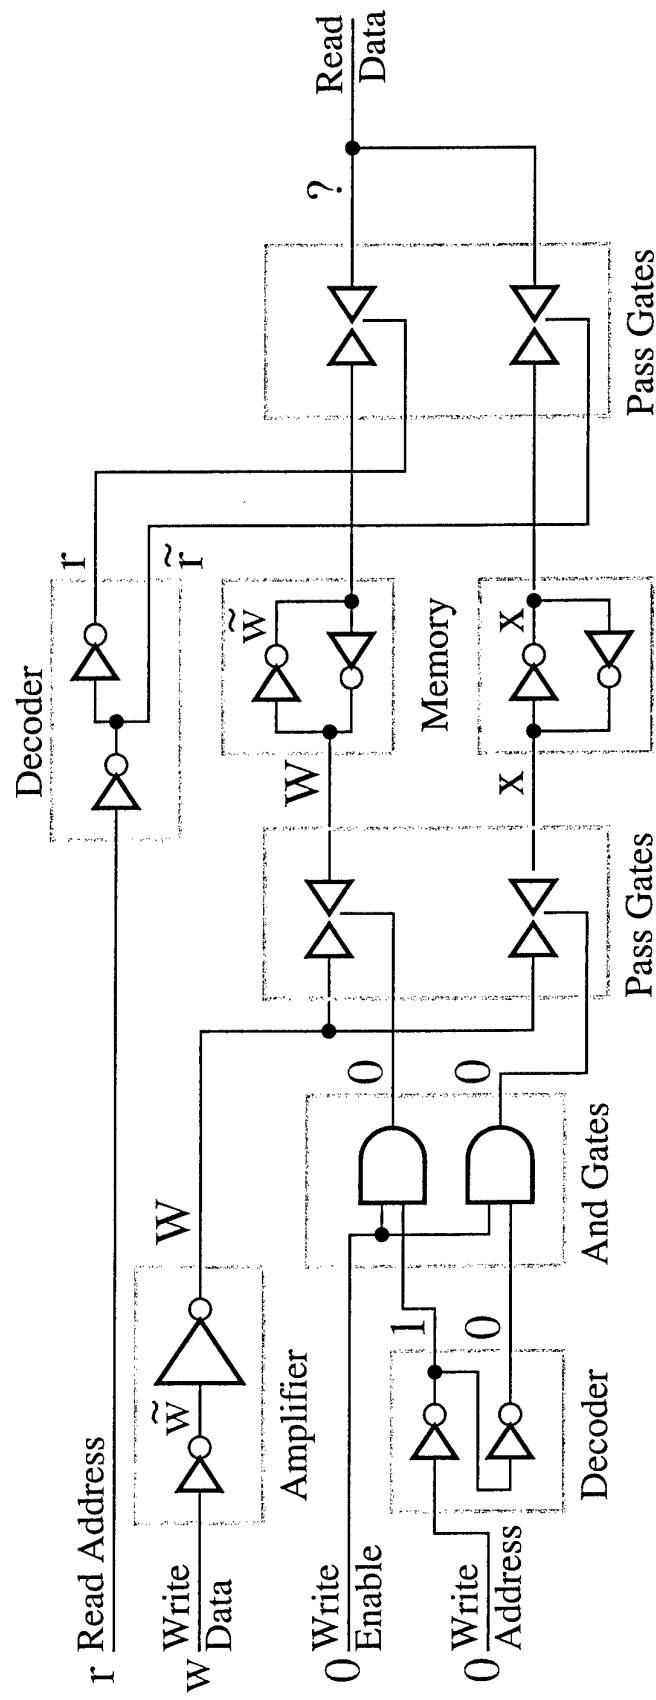 r Read Address
Decoder
r
r̃
Write
W Data
w̃
W
Amplifier
0 Write
Enable
0 Write
Address
1
0
Decoder
And Gates
0
0
Pass Gates
W
w̃
x
x
Memory
Pass Gates
?
Read
Data